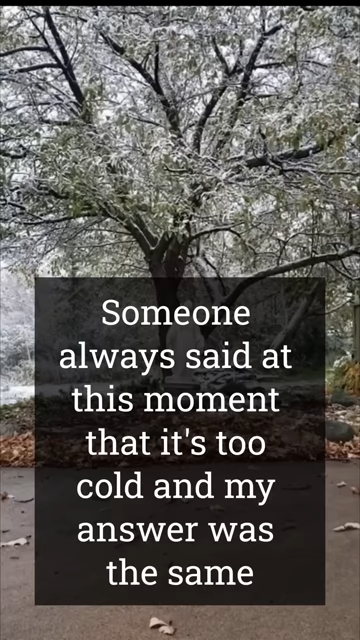 Someone
always said at
this moment
that it's too
cold and my
answer was
the same